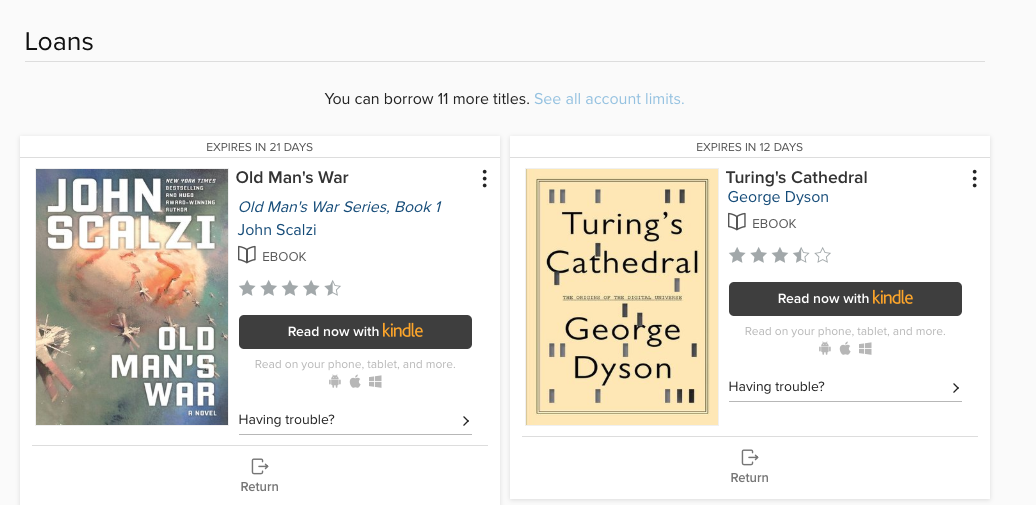 Loans
You can borrow 11 more titles. See all account limits.
EXPIRES IN 21 DAYS
JOHN
SCALZI
NEW YORK TIMES
BESTSELLING
AND HUGO
AWARD-WINNING
AUTHOR
OLD
MAN'S
WAR
A NOVEL
Old Man's War
Old Man's War Series, Book 1
John Scalzi
EBOOK
Read now with kindle
Read on your phone, tablet, and more.
Having trouble?
Return
EXPIRES IN 12 DAYS
Turing's
Cathedral
THE ORIGINS OF THE DIGITAL UNIVERSE
George
Dyson
Turing's Cathedral
George Dyson
EBOOK
Read now with kindle
Read on your phone, tablet, and more.
Having trouble?
Return